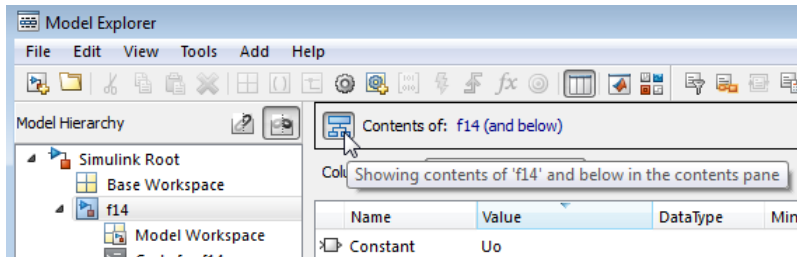 Model Explorer
File Edit View Tools Add Help
fx
Model Hierarchy
Contents of: f14 (and below)
Showing contents of 'f14' and below in the contents pane
Simulink Root
Base Workspace
f14
Model Workspace
Name Value DataType
Constant Uo